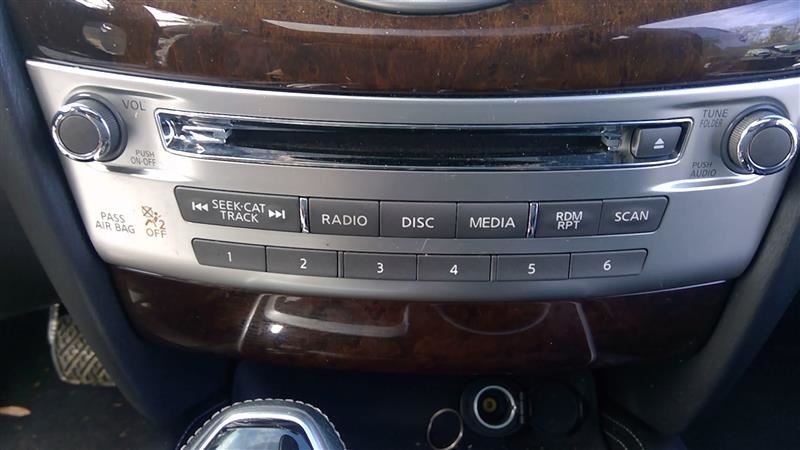 VOL
PUSH
ON·OFF
TUNE
FOLDER
PUSH
AUDIO
PASS
AIR BAG
2
OFF
SEEK·CAT
TRACK
RADIO
DISC
MEDIA
RDM
RPT
SCAN
1
2
3
4
5
6